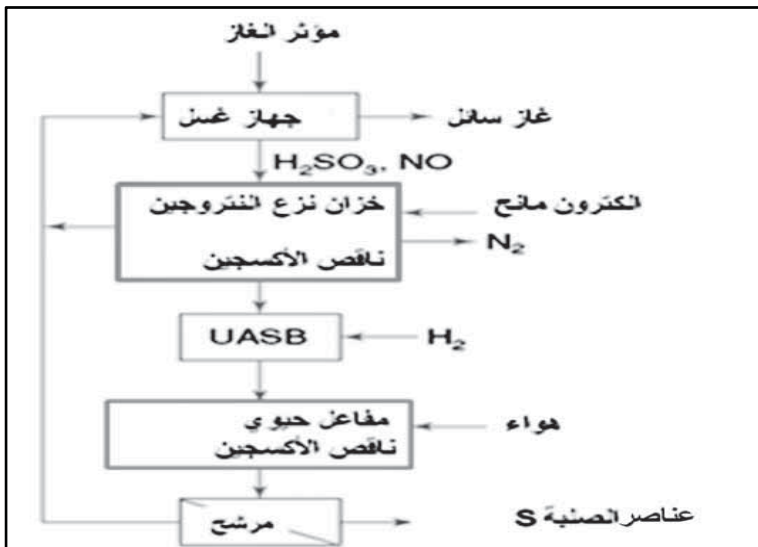 مؤثر الغاز
جهاز غسل
غاز سائل
H₂SO₃, NO
خزان نزع النتروجين
ناقص الأكسجين
الكترون مانح
N₂
UASB
H₂
مفاعل حيوي
ناقص الأكسجين
هواء
مرشح
عناصر الصلبة S